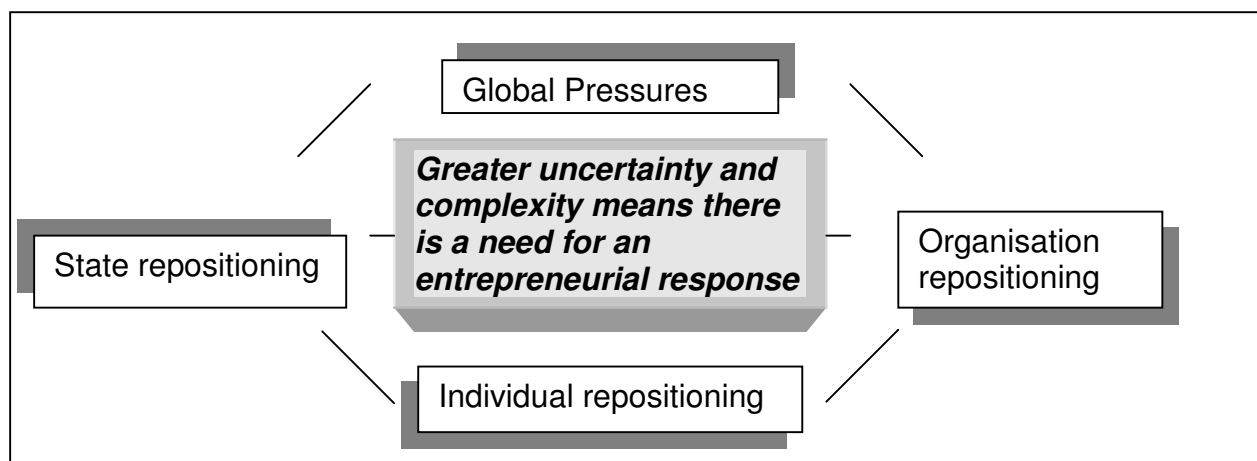 Global Pressures
Greater uncertainty and
complexity means there
is a need for an
entrepreneurial response
State repositioning
Organisation
repositioning
Individual repositioning